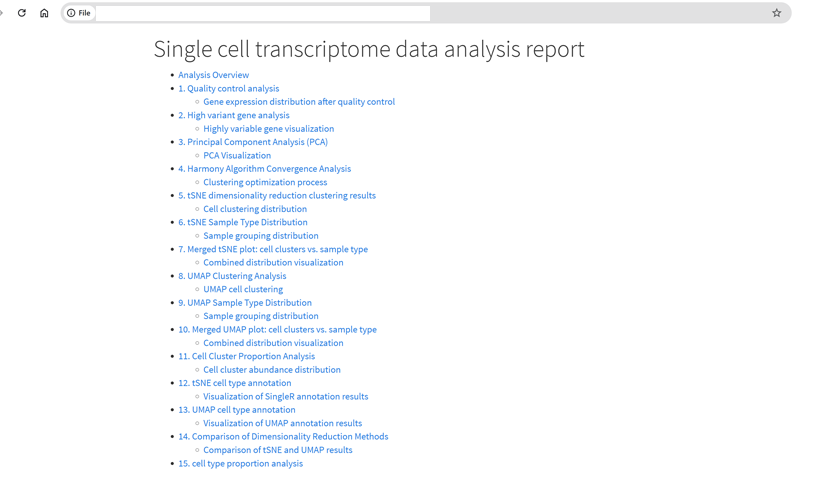 File
Single cell transcriptome data analysis report
Analysis Overview
1. Quality control analysis
Gene expression distribution after quality control
2. High variant gene analysis
Highly variable gene visualization
3. Principal Component Analysis (PCA)
PCA Visualization
4. Harmony Algorithm Convergence Analysis
Clustering optimization process
5. tSNE dimensionality reduction clustering results
Cell clustering distribution
6. tSNE Sample Type Distribution
Sample grouping distribution
7. Merged tSNE plot: cell clusters vs. sample type
Combined distribution visualization
8. UMAP Clustering Analysis
UMAP cell clustering
9. UMAP Sample Type Distribution
Sample grouping distribution
10. Merged UMAP plot: cell clusters vs. sample type
Combined distribution visualization
11. Cell Cluster Proportion Analysis
Cell cluster abundance distribution
12. tSNE cell type annotation
Visualization of SingleR annotation results
13. UMAP cell type annotation
Visualization of UMAP annotation results
14. Comparison of Dimensionality Reduction Methods
Comparison of tSNE and UMAP results
15. cell type proportion analysis